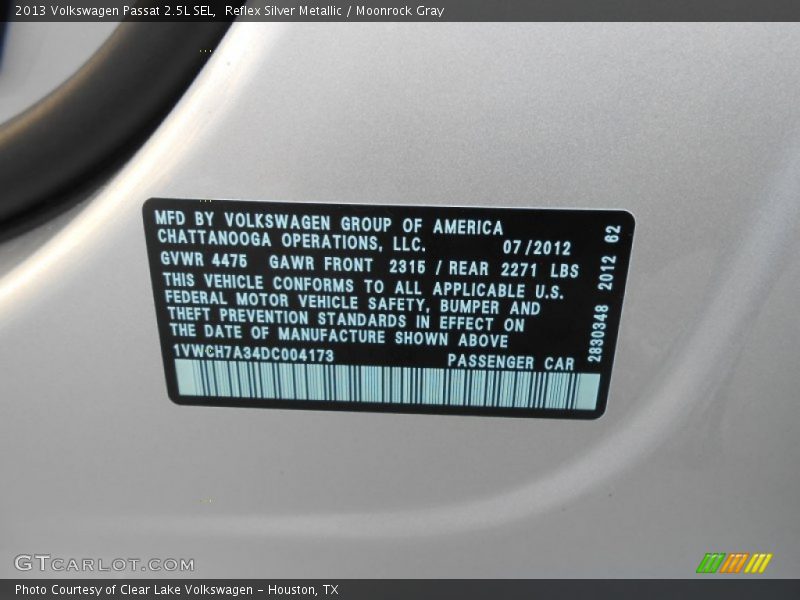 2013 Volkswagen Passat 2.5L SEL, Reflex Silver Metallic / Moonrock Gray
MFD BY VOLKSWAGEN GROUP OF AMERICA
CHATTANOOGA OPERATIONS, LLC. 07/2012
GVWR 4475 GAWR FRONT 2315 / REAR 2271 LBS
THIS VEHICLE CONFORMS TO ALL APPLICABLE U.S.
FEDERAL MOTOR VEHICLE SAFETY, BUMPER AND
THEFT PREVENTION STANDARDS IN EFFECT ON
THE DATE OF MANUFACTURE SHOWN ABOVE
1VWCH7A34DC004173 PASSENGER CAR
2830348 2012 62
GTCARLOT.COM
Photo Courtesy of Clear Lake Volkswagen - Houston, TX